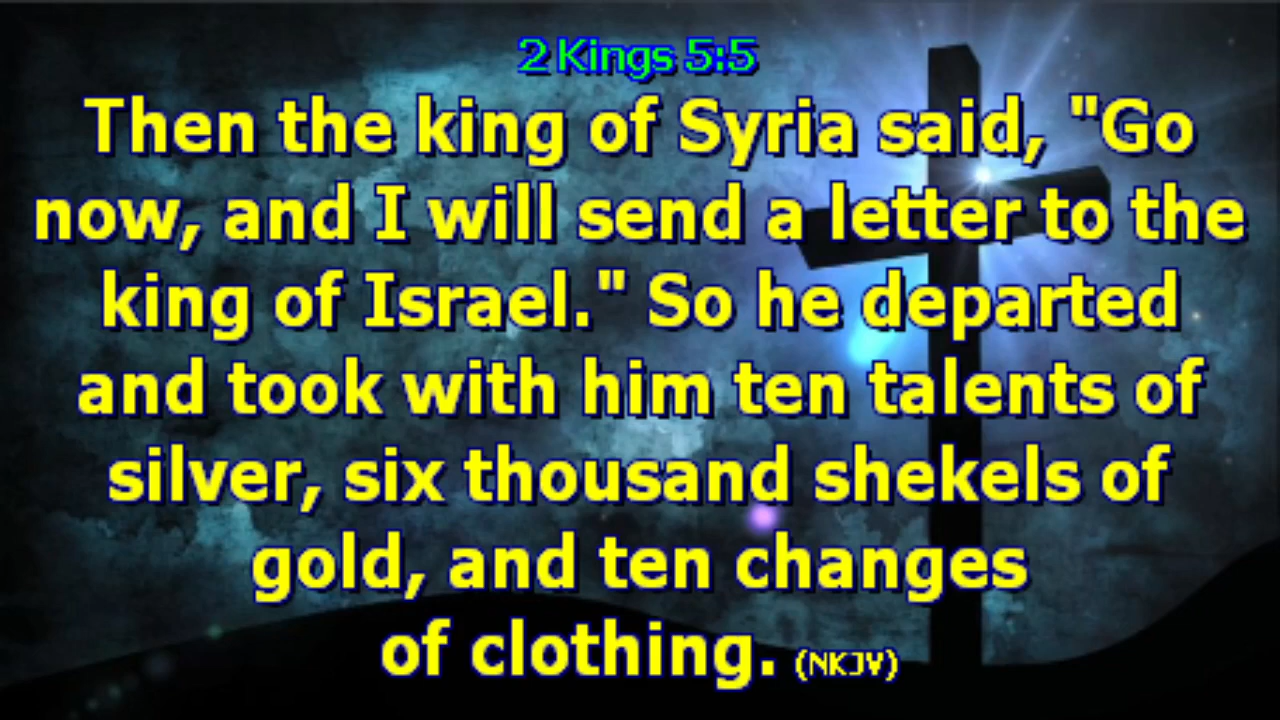 2 Kings 5:5
Then the king of Syria said, "Go
now, and I will send a letter to the
king of Israel." So he departed
and took with him ten talents of
silver, six thousand shekels of
gold, and ten changes
of clothing. (NKJV)